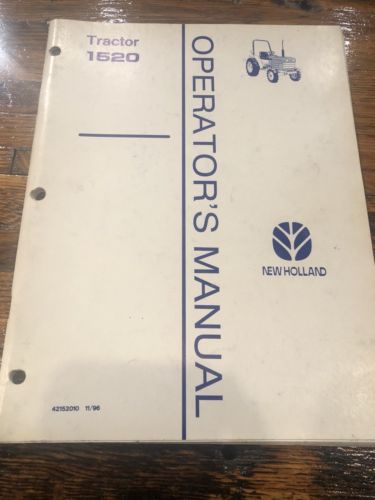 Tractor
1520
OPERATOR'S MANUAL
NEW HOLLAND
42152010 11/96